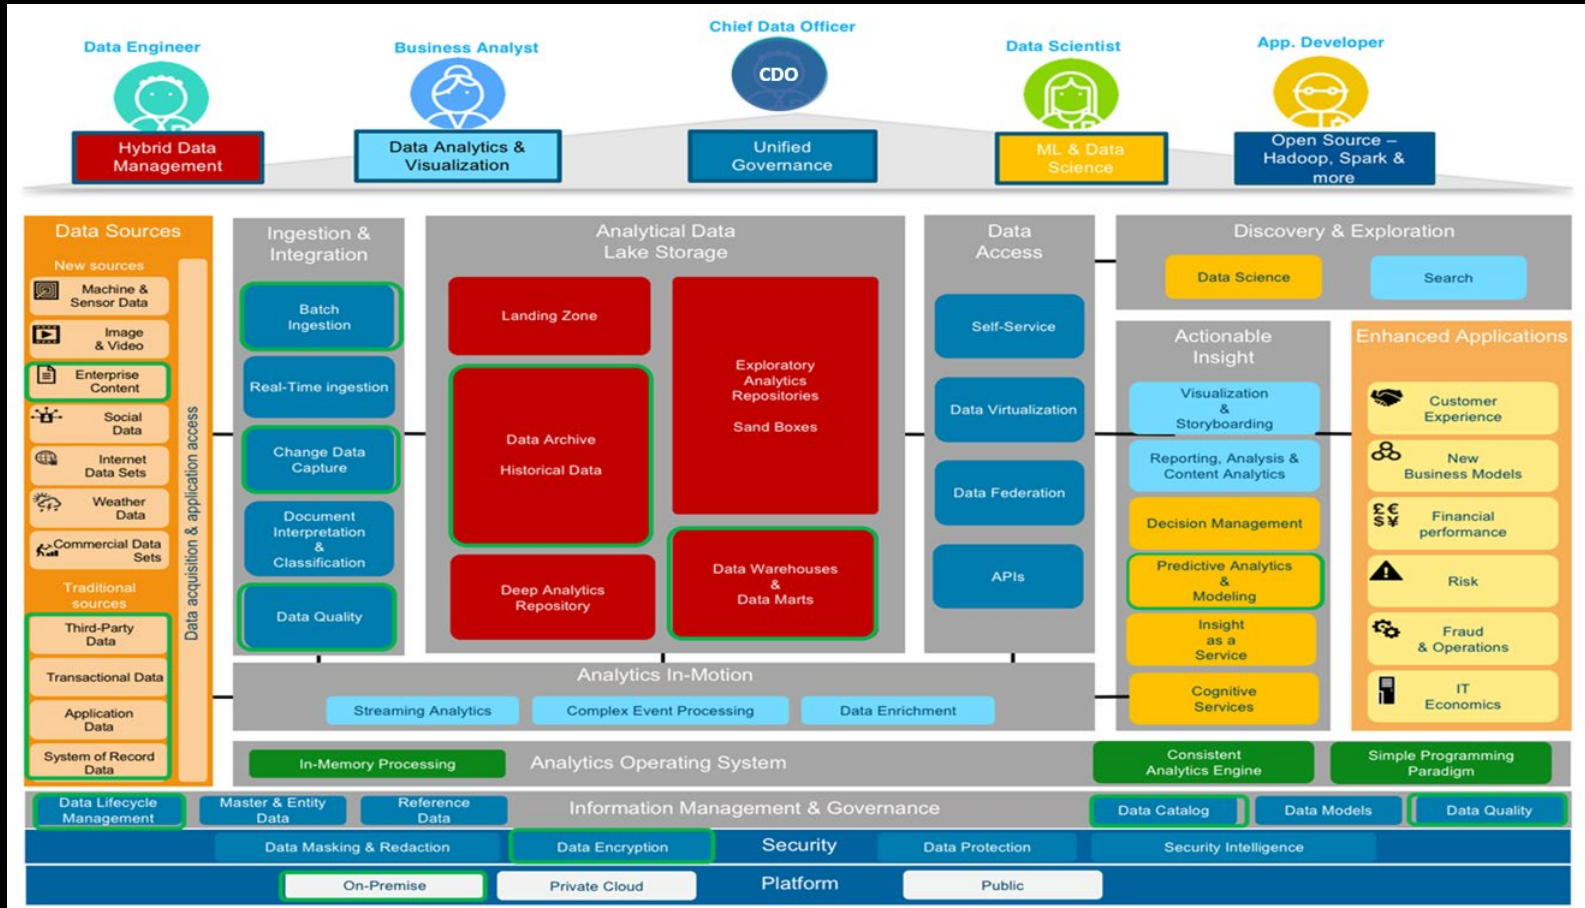 Chief Data Officer
Data Engineer
Business Analyst
Data Scientist
App. Developer
CDO
Hybrid Data
Management
Data Analytics &
Visualization
Unified
Governance
ML & Data
Science
Open Source –
Hadoop, Spark &
more
Data Sources
New sources
Machine &
Sensor Data
Image
& Video
Enterprise
Content
Social
Data
Internet
Data Sets
Weather
Data
Commercial Data
Sets
Traditional
sources
Third-Party
Data
Transactional Data
Application
Data
System of Record
Data
Data acquisition & application access
Ingestion &
Integration
Batch
Ingestion
Real-Time ingestion
Change Data
Capture
Document
Interpretation
&
Classification
Data Quality
Analytical Data
Lake Storage
Landing Zone
Data Archive
Historical Data
Deep Analytics
Repository
Exploratory
Analytics
Repositories
Sand Boxes
Data Warehouses
&
Data Marts
Data
Access
Self-Service
Data Virtualization
Data Federation
APIs
Discovery & Exploration
Data Science
Search
Actionable
Insight
Visualization
&
Storyboarding
Reporting, Analysis &
Content Analytics
Decision Management
Predictive Analytics
&
Modeling
Insight
as a
Service
Cognitive
Services
Enhanced Applications
Customer
Experience
New
Business Models
£€
$¥
Financial
performance
Risk
Fraud
& Operations
IT
Economics
Analytics In-Motion
Streaming Analytics
Complex Event Processing
Data Enrichment
In-Memory Processing
Analytics Operating System
Consistent
Analytics Engine
Simple Programming
Paradigm
Data Lifecycle
Management
Master & Entity
Data
Reference
Data
Information Management & Governance
Data Catalog
Data Models
Data Quality
Data Masking & Redaction
Data Encryption
Security
Data Protection
Security Intelligence
On-Premise
Private Cloud
Platform
Public